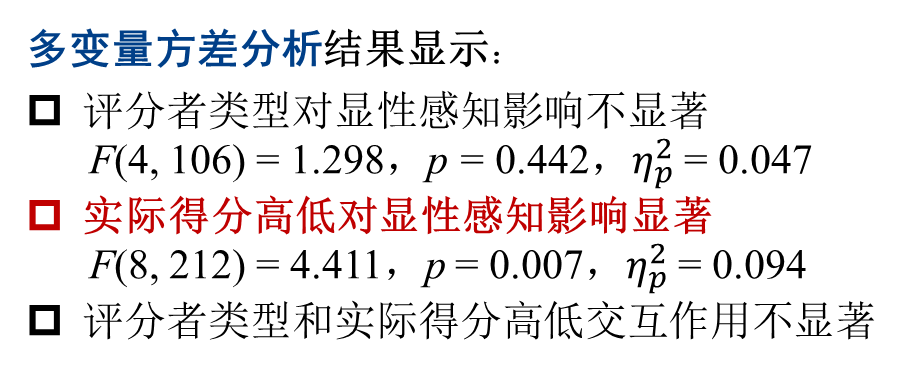 多变量方差分析结果显示：
评分者类型对显性感知影响不显著
F(4, 106) = 1.298，p = 0.442，η²ₚ = 0.047
实际得分高低对显性感知影响显著
F(8, 212) = 4.411，p = 0.007，η²ₚ = 0.094
评分者类型和实际得分高低交互作用不显著